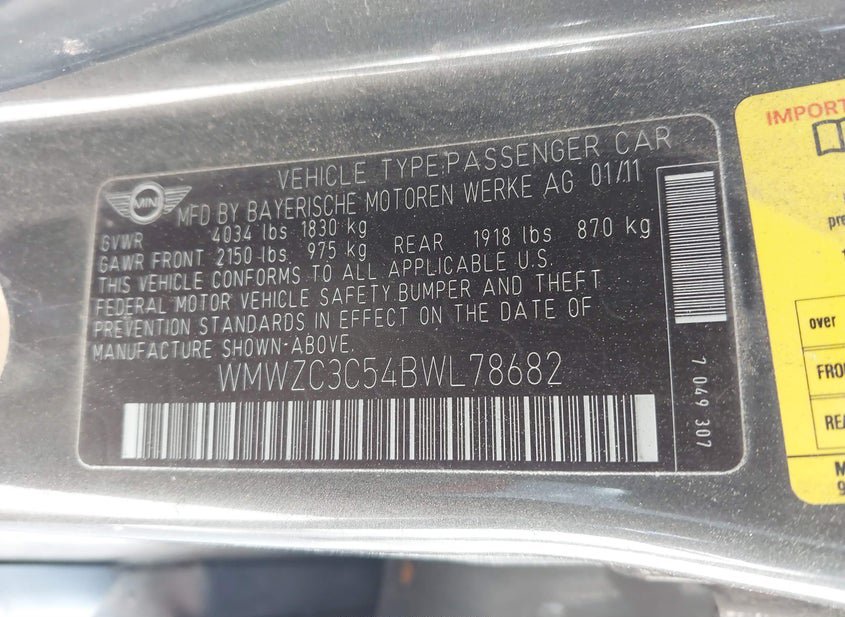 VEHICLE TYPE:PASSENGER CAR
MINI
MFD BY BAYERISCHE MOTOREN WERKE AG 01/11
GVWR 4034 lbs 1830 kg
GAWR FRONT 2150 lbs 975 kg REAR 1918 lbs 870 kg
THIS VEHICLE CONFORMS TO ALL APPLICABLE U.S.
FEDERAL MOTOR VEHICLE SAFETY,BUMPER AND THEFT
PREVENTION STANDARDS IN EFFECT ON THE DATE OF
MANUFACTURE SHOWN-ABOVE.
WMWZC3C54BWL78682
7 049 307
over